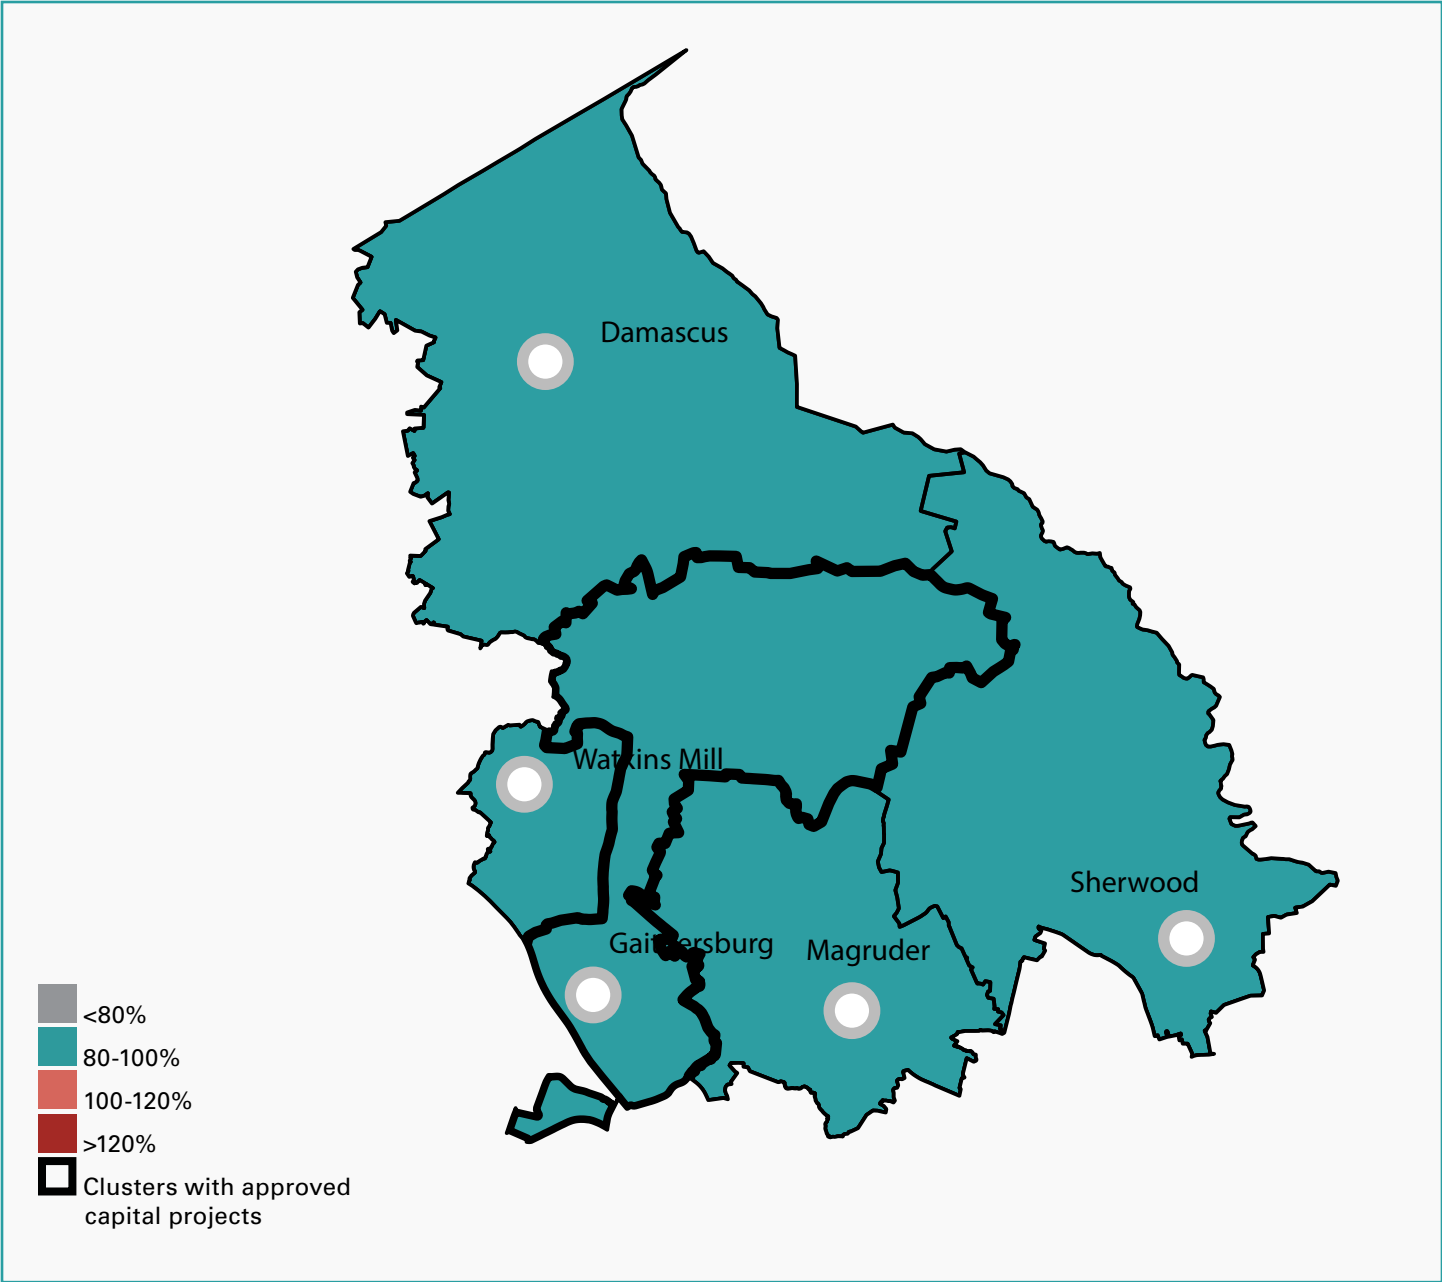 Damascus
Watkins Mill
Sherwood
Gaithersburg
Magruder
<80%
80-100%
100-120%
>120%
Clusters with approved
capital projects